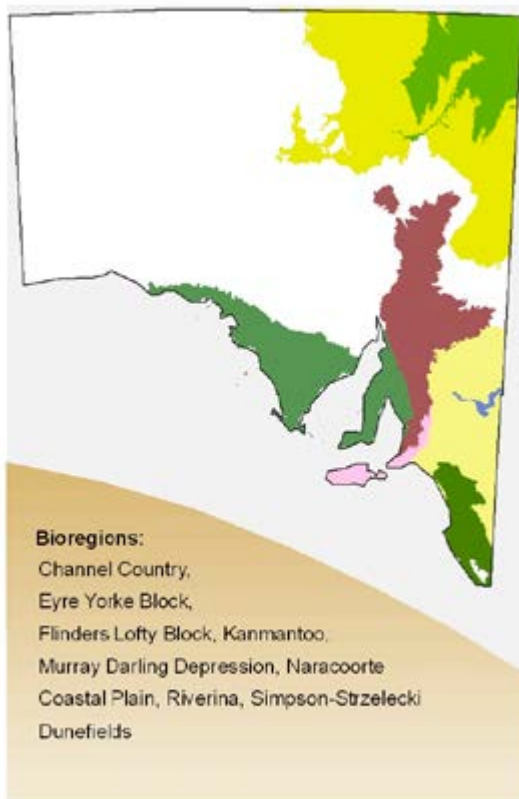 Bioregions:
Channel Country,
Eyre Yorke Block,
Flinders Lofty Block, Kanmantoo,
Murray Darling Depression, Naracoorte
Coastal Plain, Riverina, Simpson-Strzelecki
Dunefields